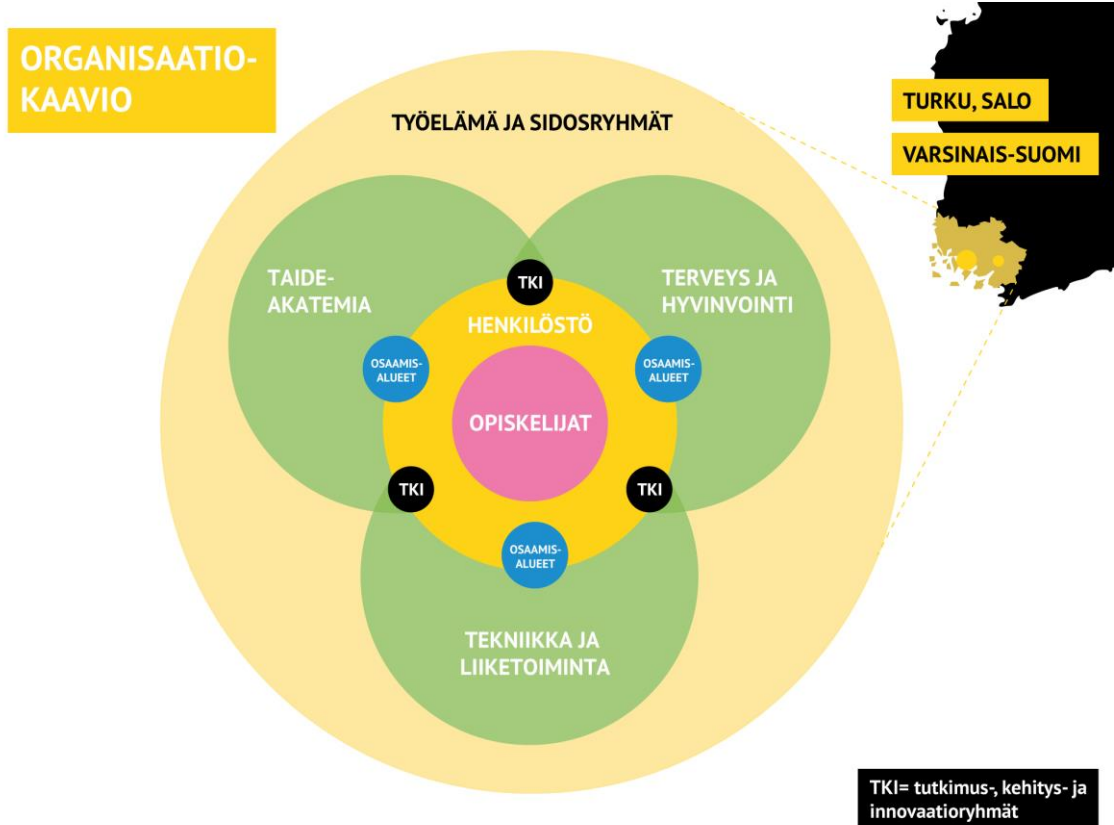 ORGANISAATIO-
KAAVIO
TYÖELÄMÄ JA SIDOSRYHMÄT
TURKU, SALO
VARSINAIS-SUOMI
TAIDE-
AKATEMIA
TKI
TERVEYS JA
HYVINVOINTI
HENKILÖSTÖ
OSAAMIS-
ALUEET
OSAAMIS-
ALUEET
OPISKELIJAT
TKI
TKI
OSAAMIS-
ALUEET
TEKNIIKKA JA
LIIKETOIMINTA
TKI= tutkimus-, kehitys- ja
innovaatioryhmät